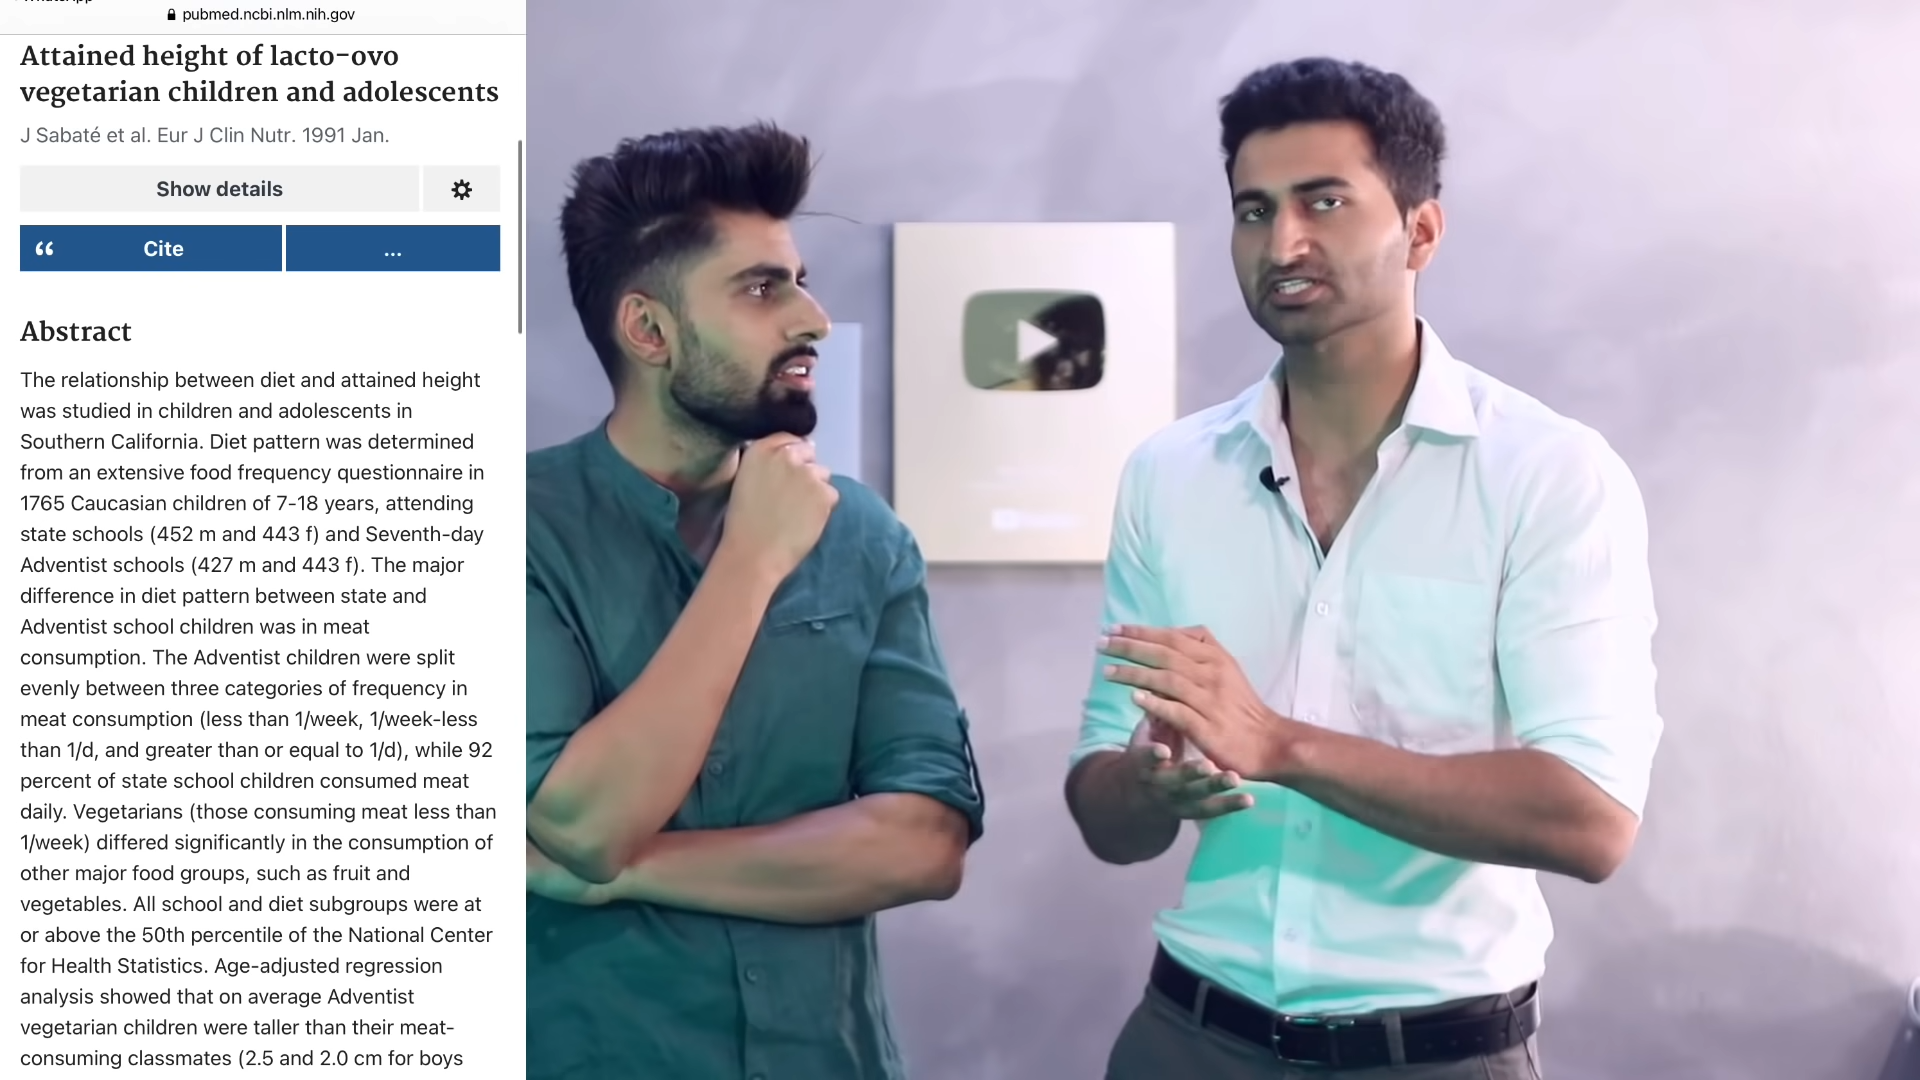 pubmed.ncbi.nlm.nih.gov
Attained height of lacto-ovo
vegetarian children and adolescents
J Sabaté et al. Eur J Clin Nutr. 1991 Jan.
Show details
Cite
...
Abstract
The relationship between diet and attained height
was studied in children and adolescents in
Southern California. Diet pattern was determined
from an extensive food frequency questionnaire in
1765 Caucasian children of 7-18 years, attending
state schools (452 m and 443 f) and Seventh-day
Adventist schools (427 m and 443 f). The major
difference in diet pattern between state and
Adventist school children was in meat
consumption. The Adventist children were split
evenly between three categories of frequency in
meat consumption (less than 1/week, 1/week-less
than 1/d, and greater than or equal to 1/d), while 92
percent of state school children consumed meat
daily. Vegetarians (those consuming meat less than
1/week) differed significantly in the consumption of
other major food groups, such as fruit and
vegetables. All school and diet subgroups were at
or above the 50th percentile of the National Center
for Health Statistics. Age-adjusted regression
analysis showed that on average Adventist
vegetarian children were taller than their meat-
consuming classmates (2.5 and 2.0 cm for boys